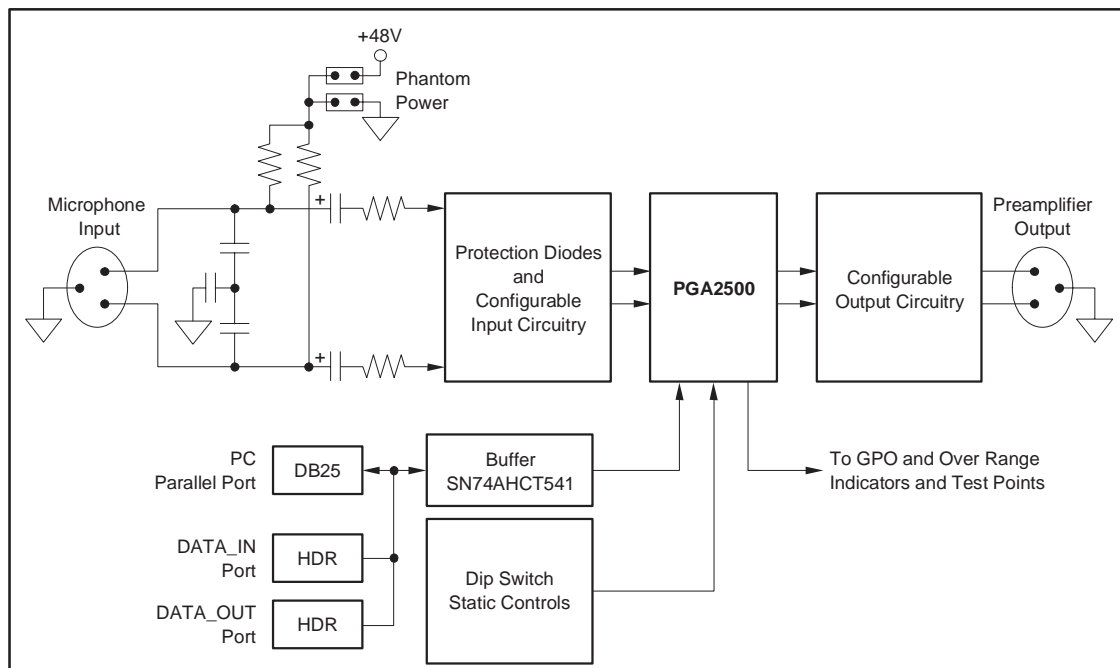 +48V
Phantom
Power
Microphone
Input
+
+
Protection Diodes
and
Configurable
Input Circuitry
PGA2500
Configurable
Output Circuitry
Preamplifier
Output
PC
Parallel Port
DB25
Buffer
SN74AHCT541
To GPO and Over Range
Indicators and Test Points
DATA_IN
Port
HDR
DATA_OUT
Port
HDR
Dip Switch
Static Controls